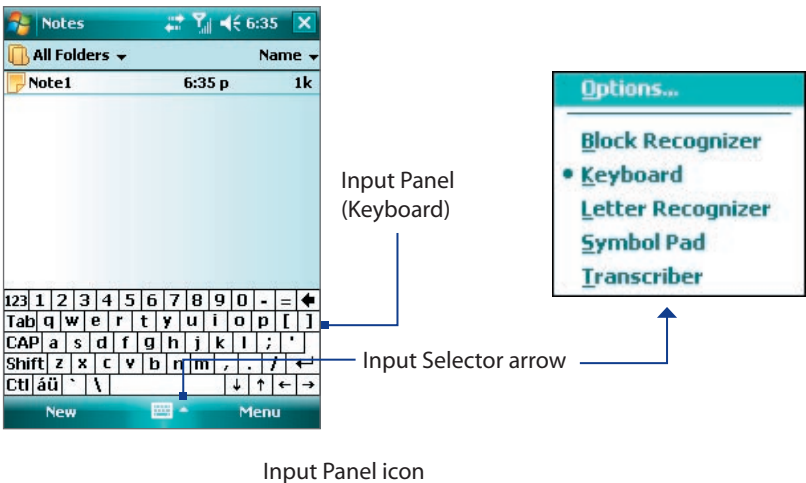 Notes 6:35
All Folders Name
Note1 6:35 p 1k
123 1 2 3 4 5 6 7 8 9 0 - =
Tab q w e r t y u i o p [ ]
CAP a s d f g h j k l ; '
Shift z x c v b n m , . /
Ctl áü ` \ ↓ ↑ ← →
New Menu
Input Panel
(Keyboard)
Input Selector arrow
Options...
Block Recognizer
• Keyboard
Letter Recognizer
Symbol Pad
Transcriber
Input Panel icon